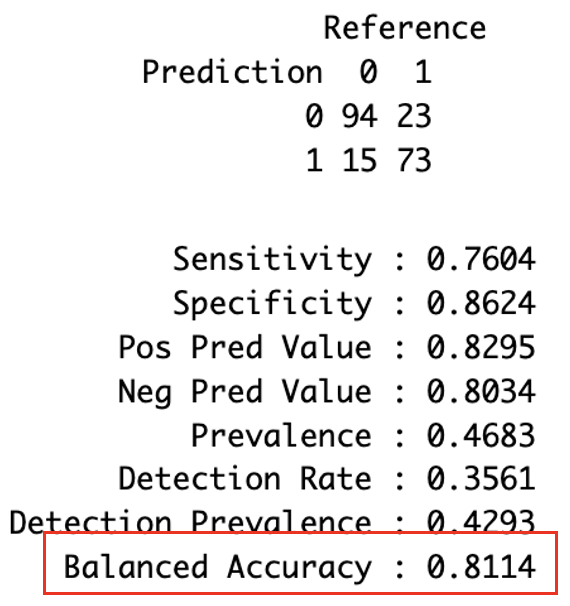 Reference
Prediction 0 1
0 94 23
1 15 73
Sensitivity : 0.7604
Specificity : 0.8624
Pos Pred Value : 0.8295
Neg Pred Value : 0.8034
Prevalence : 0.4683
Detection Rate : 0.3561
Detection Prevalence : 0.4293
Balanced Accuracy : 0.8114